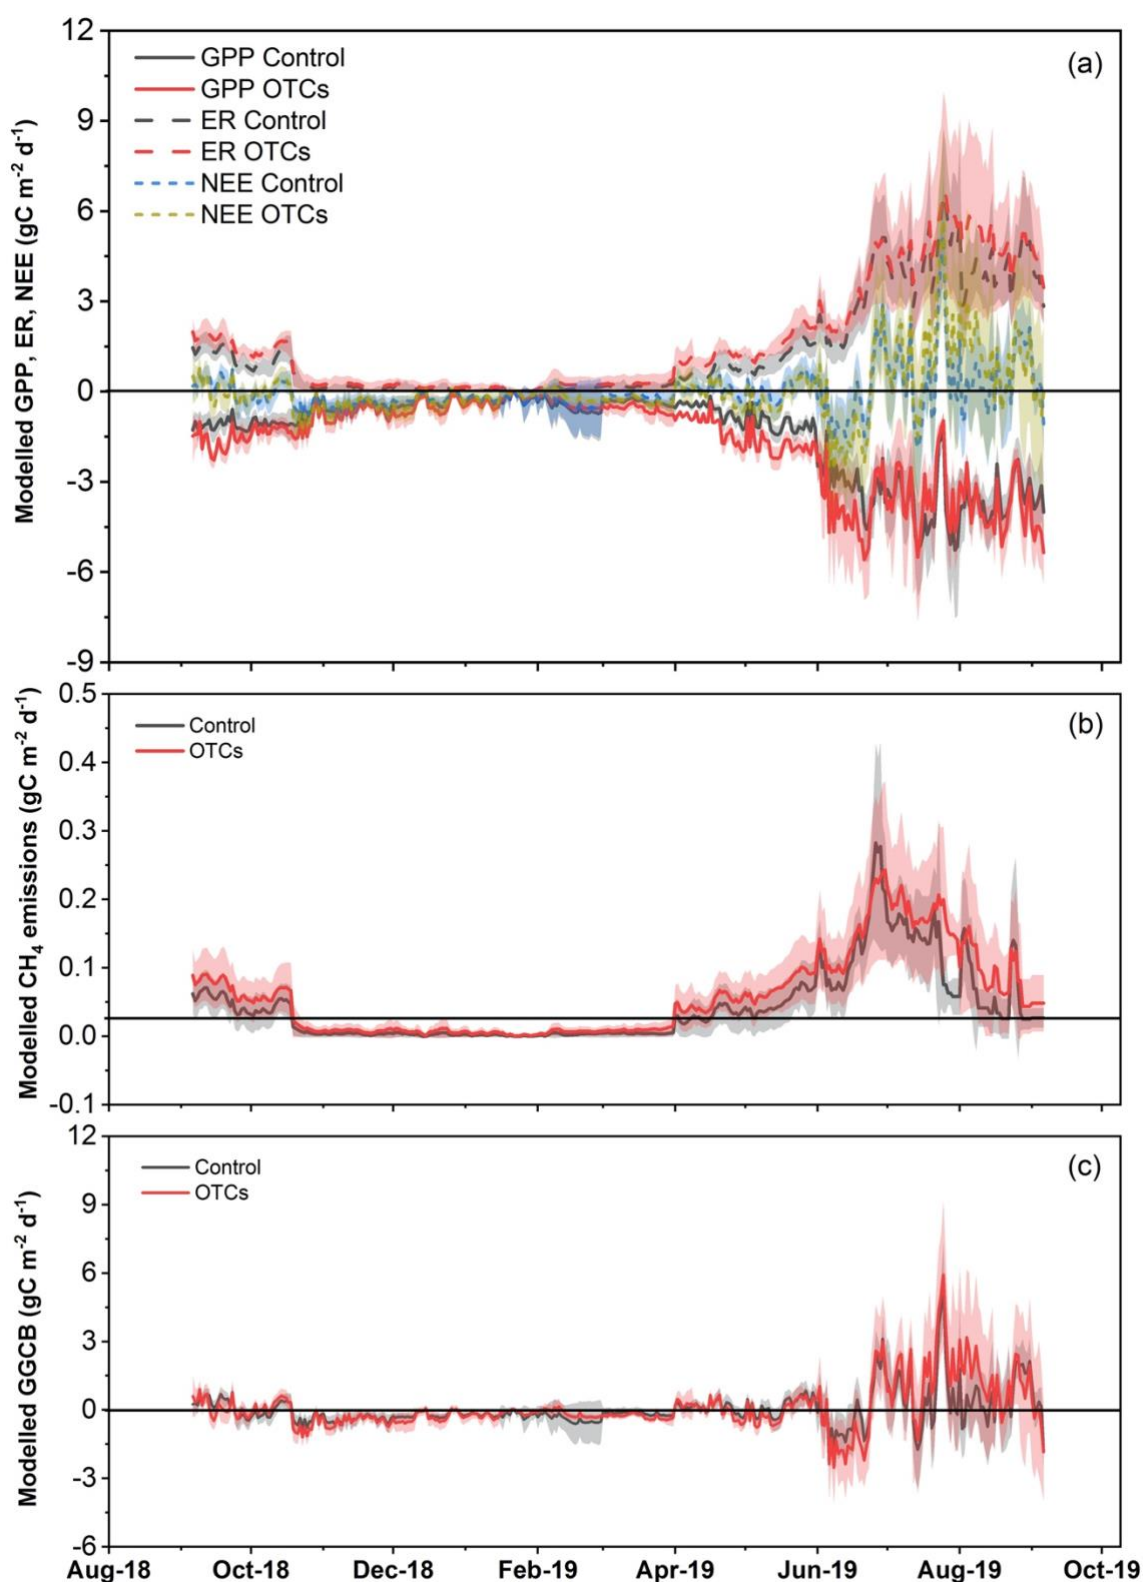 12
9
6
3
0
-3
-6
-9
Modelled GPP, ER, NEE (gC m⁻² d⁻¹)
GPP Control
GPP OTCs
ER Control
ER OTCs
NEE Control
NEE OTCs
(a)
0.5
0.4
0.3
0.2
0.1
0.0
-0.1
Modelled CH₄ emissions (gC m⁻² d⁻¹)
Control
OTCs
(b)
12
9
6
3
0
-3
-6
Modelled GGCB (gC m⁻² d⁻¹)
Control
OTCs
(c)
Aug-18 Oct-18 Dec-18 Feb-19 Apr-19 Jun-19 Aug-19 Oct-19